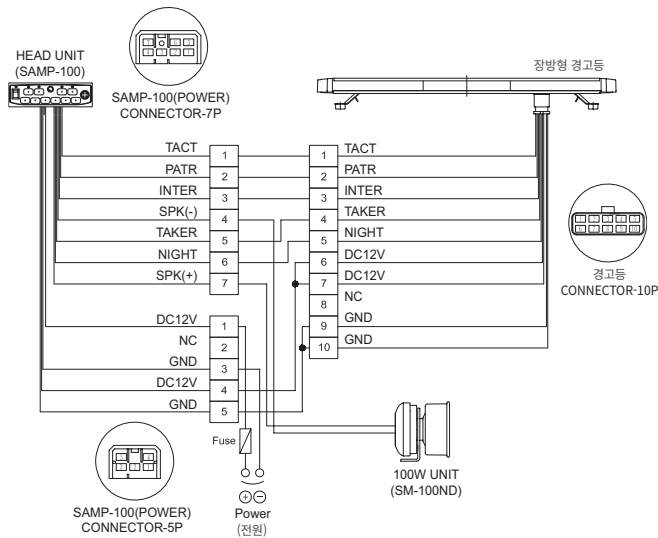 HEAD UNIT
(SAMP-100)
SAMP-100(POWER)
CONNECTOR-7P
장방형 경고등
TACT 1 1 TACT
PATR 2 2 PATR
INTER 3 3 INTER
SPK(-) 4 4 TAKER
TAKER 5 5 NIGHT
NIGHT 6 6 DC12V
SPK(+) 7 7 DC12V
8 NC
9 GND
10 GND
경고등
CONNECTOR-10P
DC12V 1
NC 2
GND 3
DC12V 4
GND 5
Fuse
100W UNIT
(SM-100ND)
SAMP-100(POWER)
CONNECTOR-5P
+ -
Power
(전원)